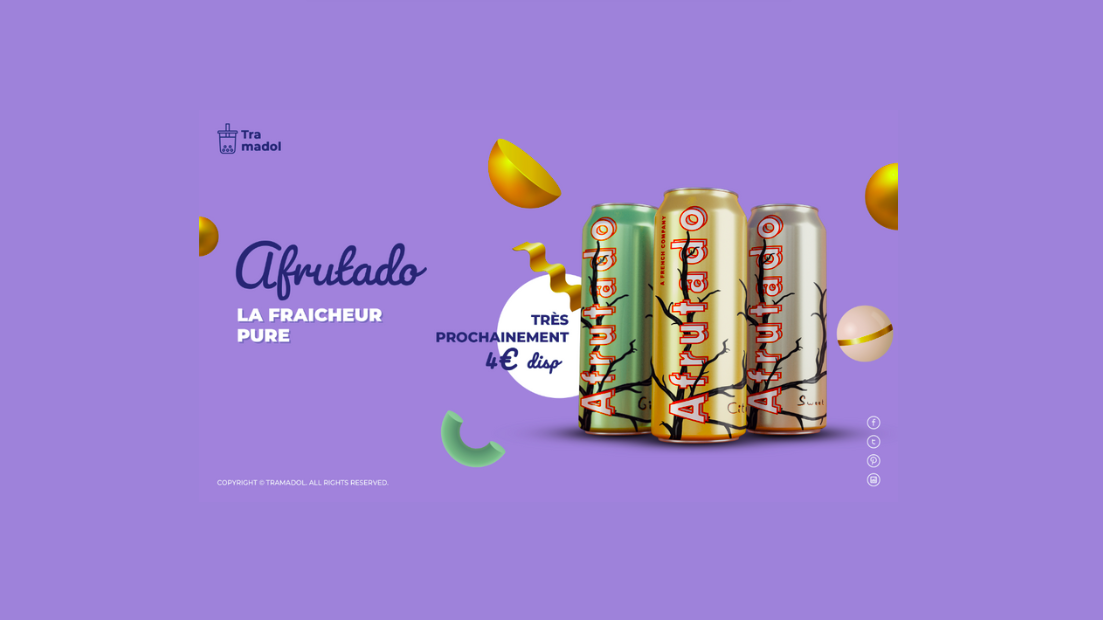 Tra
madol
Afrutado
LA FRAICHEUR
PURE
TRÈS
PROCHAINEMENT
4€ disp
Afrutado
A FRENCH COMPANY
Afrutado
Afrutado
COPYRIGHT © TRAMADOL. ALL RIGHTS RESERVED.